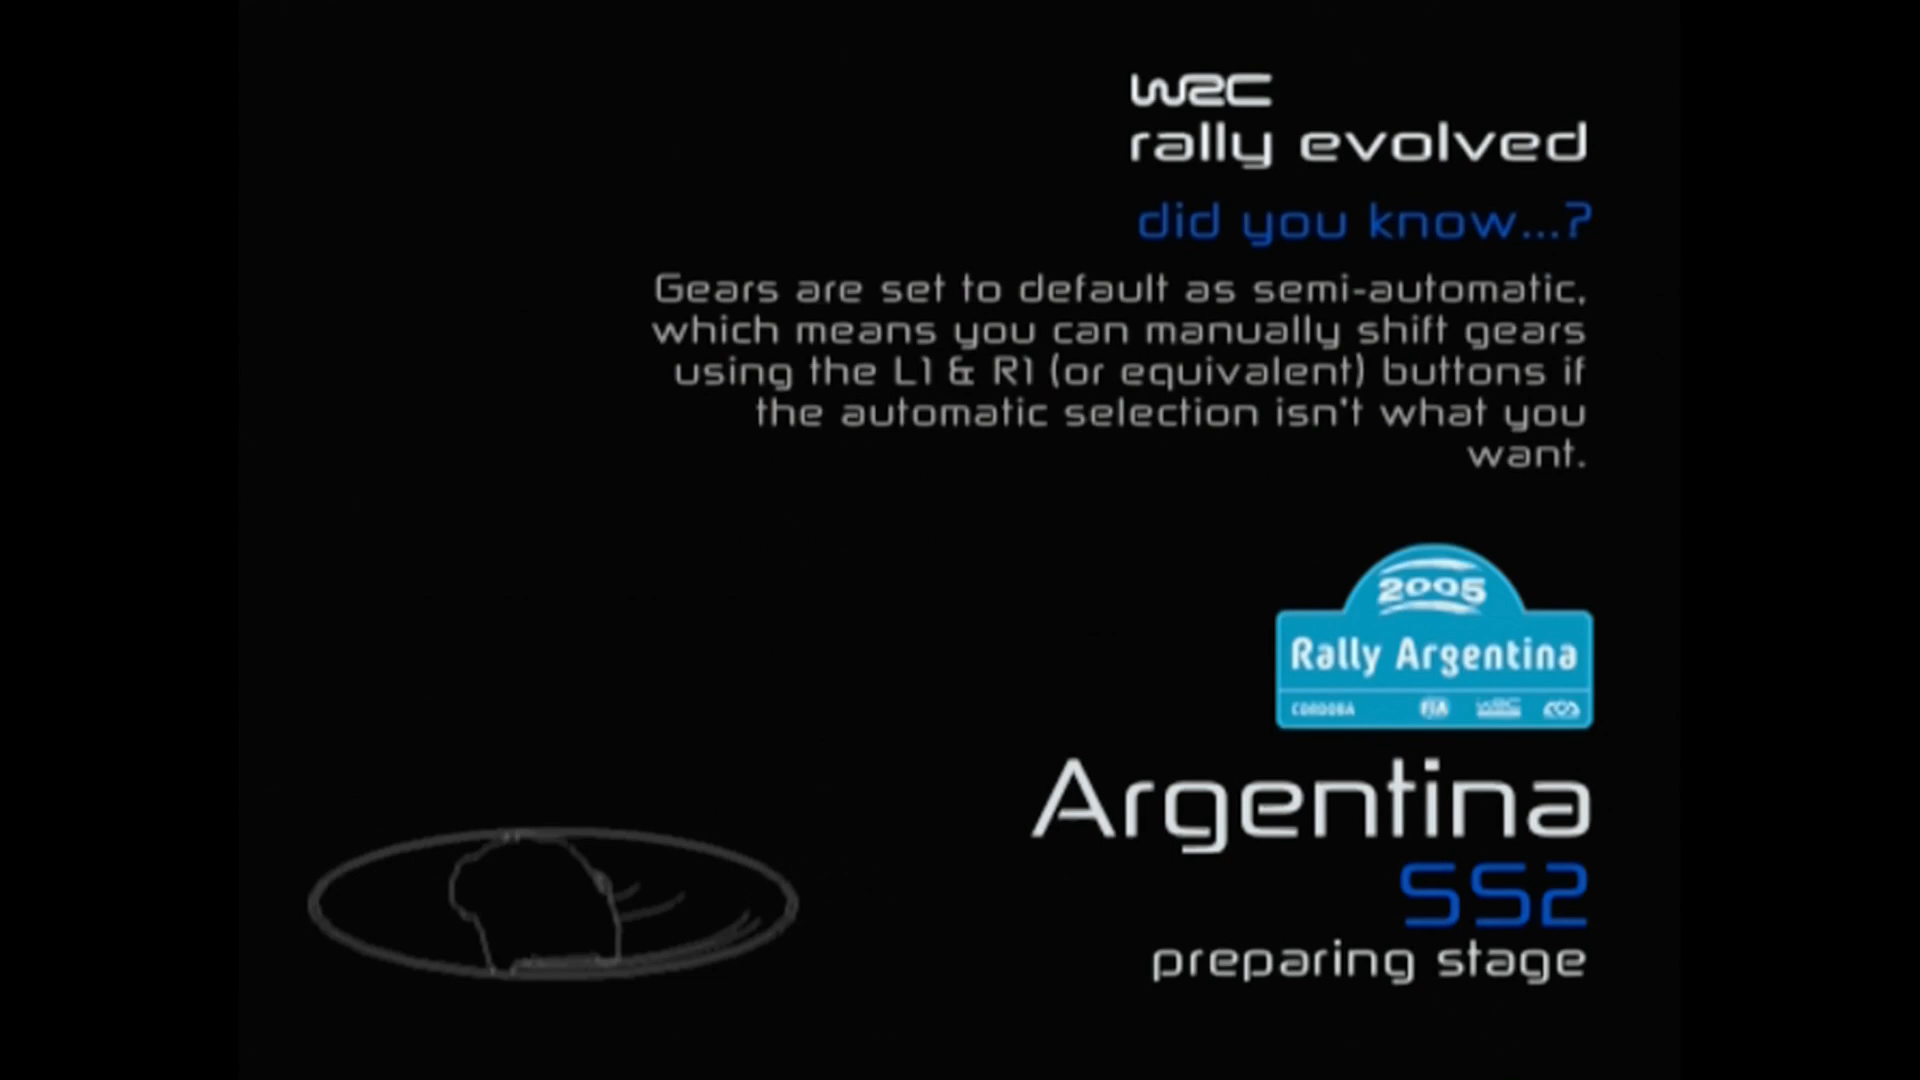 WRC
rally evolved
did you know...?
Gears are set to default as semi-automatic,
which means you can manually shift gears
using the L1 & R1 (or equivalent) buttons if
the automatic selection isn't what you
want.
2005
Rally Argentina
CORDOBA FIA WRC
Argentina
SS2
preparing stage